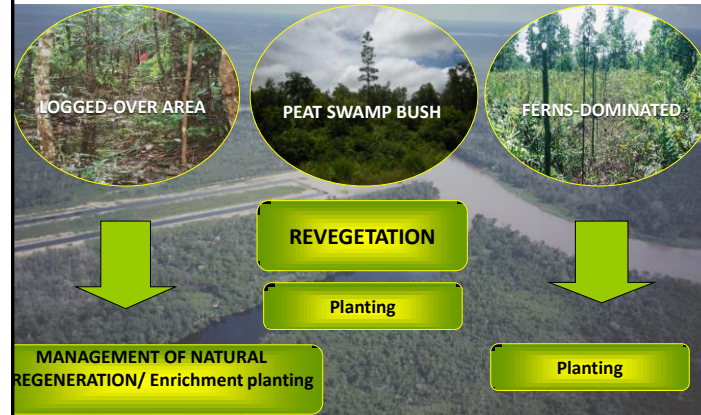 LOGGED-OVER AREA
PEAT SWAMP BUSH
FERNS-DOMINATED
REVEGETATION
Planting
MANAGEMENT OF NATURAL
REGENERATION/ Enrichment planting
Planting